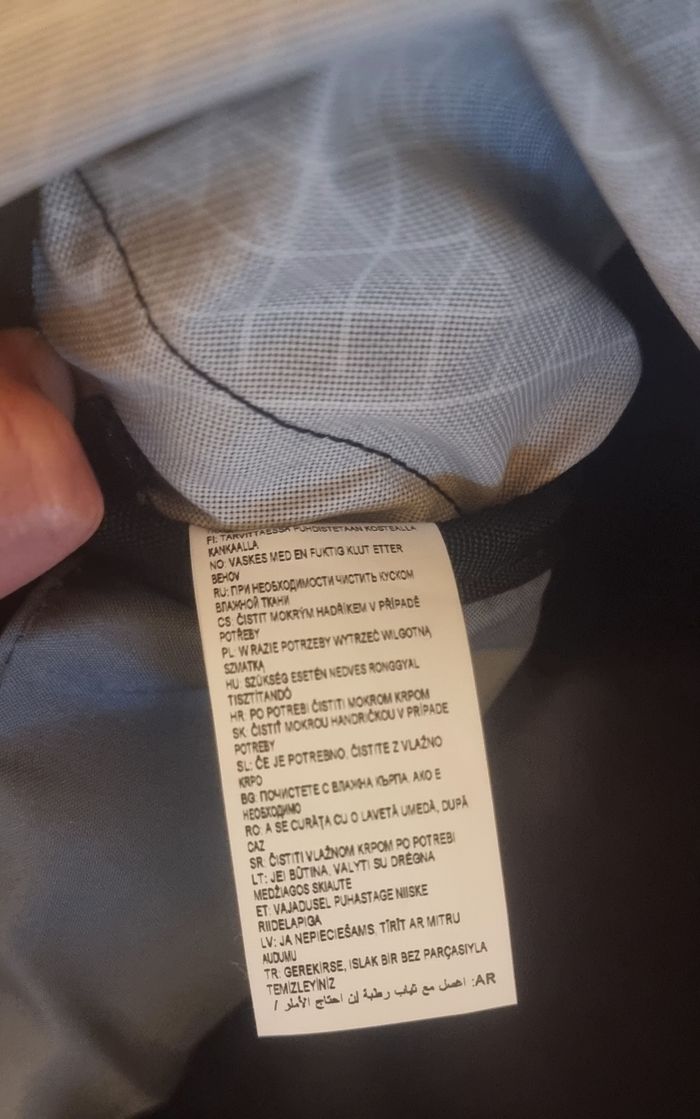 FI: TARVITTAESSA PUHDISTETAAN KOSTEALLA
KANKAALLA
NO: VASKES MED EN FUKTIG KLUT ETTER
BEHOV
RU: ПРИ НЕОБХОДИМОСТИ ЧИСТИТЬ КУСКОМ
ВЛАЖНОЙ ТКАНИ
CS: ČISTIT MOKRÝM HADŘÍKEM V PŘÍPADĚ
POTŘEBY
PL: W RAZIE POTRZEBY WYTRZEĆ WILGOTNĄ
SZMATKĄ
HU: SZÜKSÉG ESETÉN NEDVES RONGGYAL
TISZTÍTANDÓ
HR: PO POTREBI ČISTITI MOKROM KRPOM
SK: ČISTIŤ MOKROU HANDRIČKOU V PRÍPADE
POTREBY
SL: ČE JE POTREBNO, ČISTITE Z VLAŽNO
KRPO
BG: ПОЧИСТЕТЕ С ВЛАЖНА КЪРПА, АКО Е
НЕОБХОДИМО
RO: A SE CURĂȚA CU O LAVETĂ UMEDĂ, DUPĂ
CAZ
SR: ČISTITI VLAŽNOM KRPOM PO POTREBI
LT: JEI BŪTINA, VALYTI SU DRĖGNA
MEDŽIAGOS SKIAUTE
ET: VAJADUSEL PUHASTAGE NIISKE
RIIDELAPIGA
LV: JA NEPIECIEŠAMS, TĪRĪT AR MITRU
AUDUMU
TR: GEREKİRSE, ISLAK BİR BEZ PARÇASIYLA
TEMİZLEYİNİZ
AR: اغسل مع رطبة احتاج /